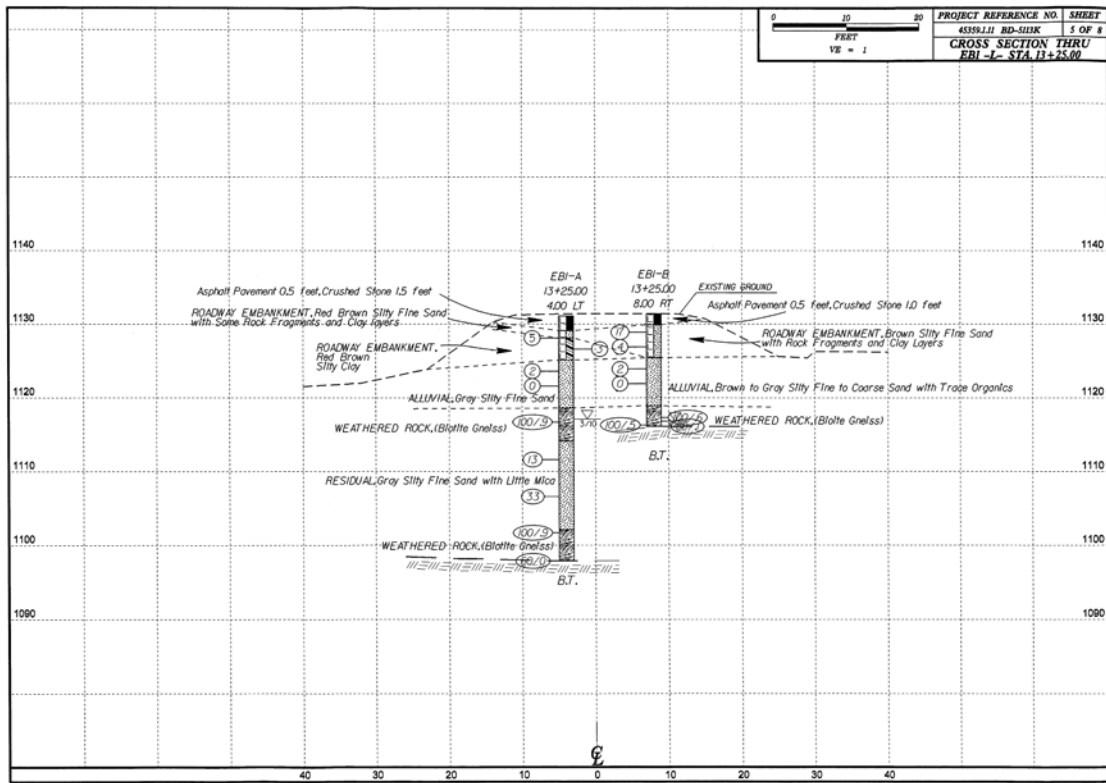 0 10 20
FEET
VE = 1
PROJECT REFERENCE NO. SHEET
45359.1.11 BD-5113K 5 OF 8
CROSS SECTION THRU
EB1 -L- STA. 13+25.00
1140 1140
EB1-A
13+25.00
4.00 LT
EB1-B
13+25.00
8.00 RT
EXISTING GROUND
Asphalt Pavement 0.5 feet, Crushed Stone 1.5 feet
Asphalt Pavement 0.5 feet, Crushed Stone 1.0 feet
ROADWAY EMBANKMENT, Red Brown Silty Fine Sand
with Some Rock Fragments and Clay layers
1130 1130
ROADWAY EMBANKMENT, Brown Silty Fine Sand
with Rock Fragments and Clay Layers
5 3 17 4
ROADWAY EMBANKMENT,
Red Brown
Silty Clay
2 2
1120 1120
0 0
ALLUVIAL, Gray Silty Fine Sand
ALLUVIAL, Brown to Gray Silty Fine to Coarse Sand with Trace Organics
WEATHERED ROCK, (Biotite Gneiss)
100/.9
3/10
100/.5
WEATHERED ROCK, (Bioite Gneiss)
B.T.
1110 1110
13
RESIDUAL, Gray Silty Fine Sand with Little Mica
33
100/.9
1100 1100
WEATHERED ROCK, (Biotite Gneiss)
60/0
B.T.
1090 1090
40 30 20 10 0 10 20 30 40